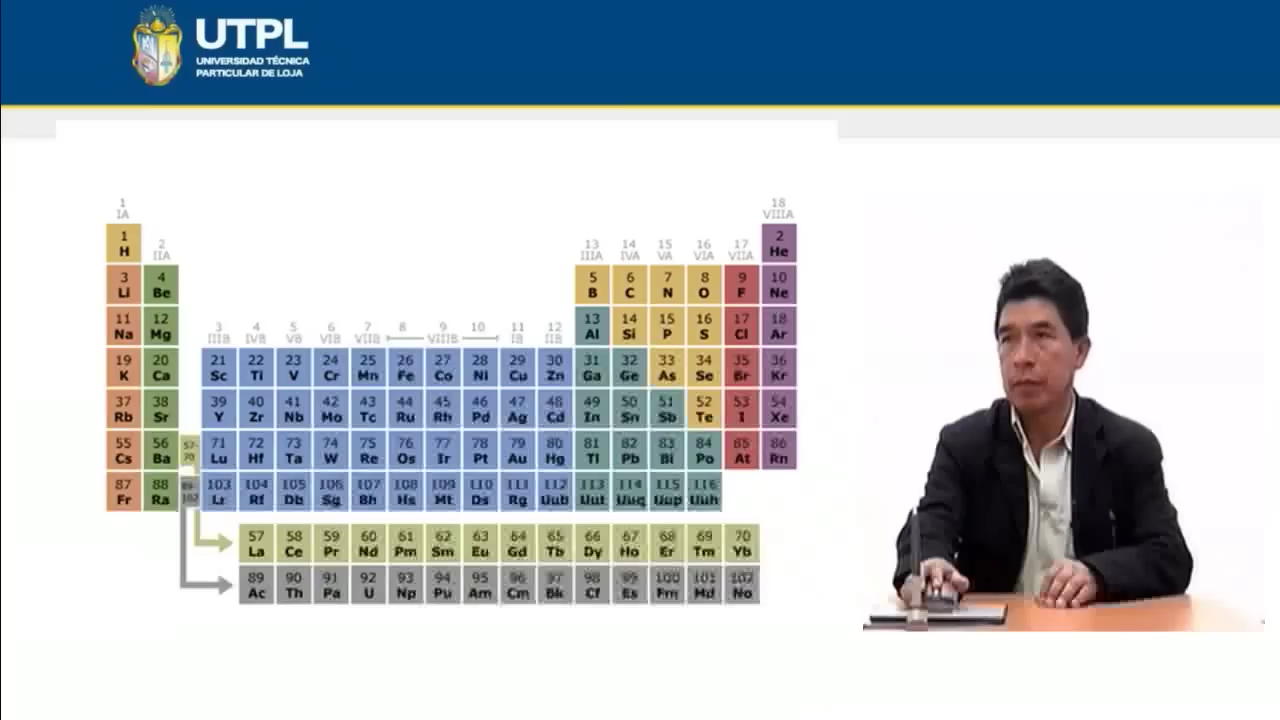 UTPL
UNIVERSIDAD TÉCNICA
PARTICULAR DE LOJA
1 18
IA VIIIA
1 2 13 14 15 16 17 2
H IIA IIIA IVA VA VIA VIIA He
3 4 5 6 7 8 9 10
Li Be B C N O F Ne
11 12 13 14 15 16 17 18
Na Mg Al Si P S Cl Ar
3 4 5 6 7 8 9 10 11 12
IIIB IVB VB VIB VIIB VIIIB IB IIB
19 20 21 22 23 24 25 26 27 28 29 30 31 32 33 34 35 36
K Ca Sc Ti V Cr Mn Fe Co Ni Cu Zn Ga Ge As Se Br Kr
37 38 39 40 41 42 43 44 45 46 47 48 49 50 51 52 53 54
Rb Sr Y Zr Nb Mo Tc Ru Rh Pd Ag Cd In Sn Sb Te I Xe
55 56 57- 71 72 73 74 75 76 77 78 79 80 81 82 83 84 85 86
Cs Ba 70 Lu Hf Ta W Re Os Ir Pt Au Hg Tl Pb Bi Po At Rn
87 88 89- 103 104 105 106 107 108 109 110 111 112 113 114 115 116
Fr Ra 102 Lr Rf Db Sg Bh Hs Mt Ds Rg Uub Uut Uuq Uup Uuh
57 58 59 60 61 62 63 64 65 66 67 68 69 70
La Ce Pr Nd Pm Sm Eu Gd Tb Dy Ho Er Tm Yb
89 90 91 92 93 94 95 96 97 98 99 100 101 102
Ac Th Pa U Np Pu Am Cm Bk Cf Es Fm Md No